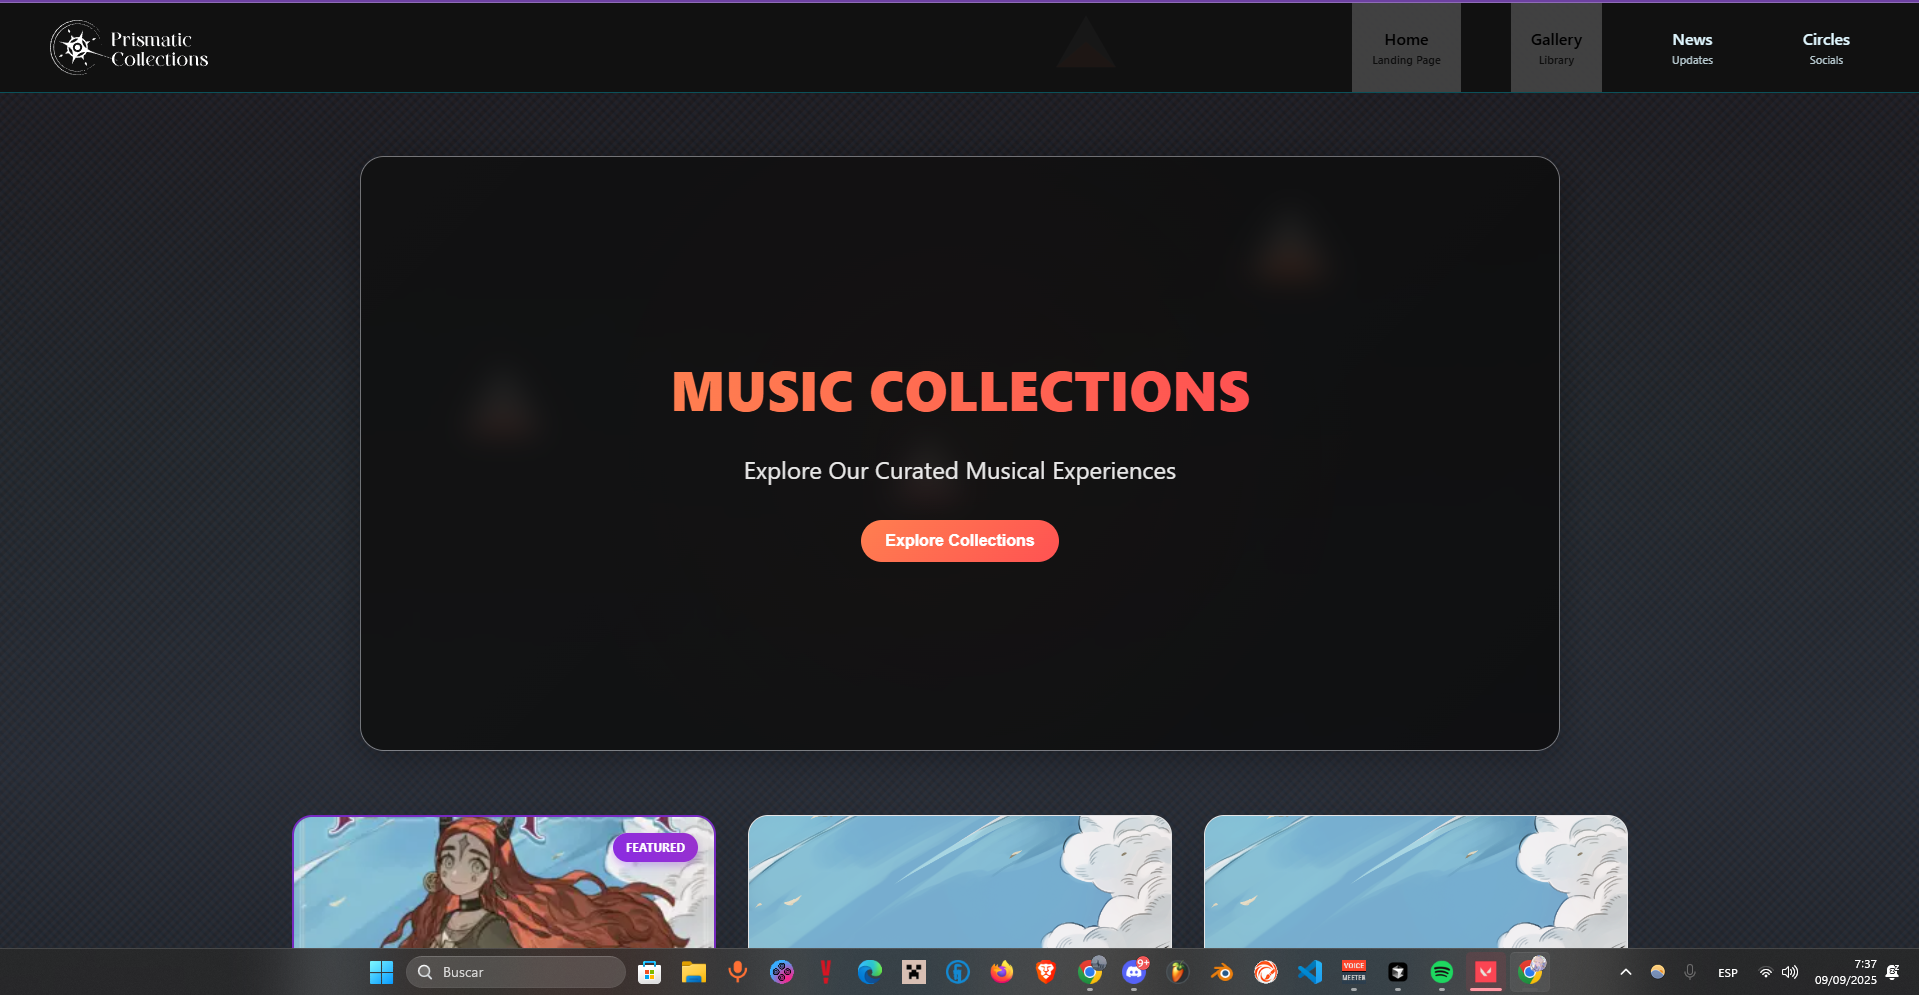 Prismatic
Collections
Home
Landing Page
Gallery
Library
News
Updates
Circles
Socials
MUSIC COLLECTIONS
Explore Our Curated Musical Experiences
Explore Collections
FEATURED
Buscar
VOICE
MEETER
9+
ESP
7:37
09/09/2025